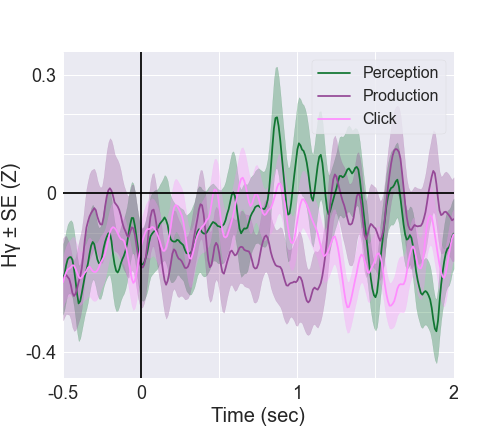 Perception
Production
Click
0.3
0
-0.4
Hγ ± SE (Z)
-0.5
0
1
2
Time (sec)